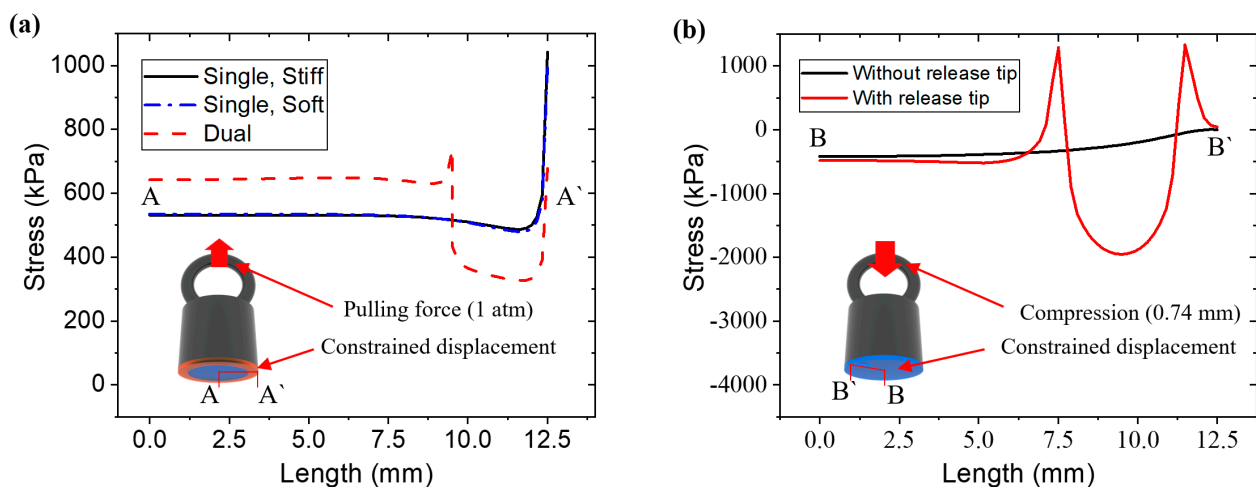 (a)
1000
800
600
400
200
0
Stress (kPa)
Single, Stiff
Single, Soft
Dual
A
A`
Pulling force (1 atm)
Constrained displacement
A
A`
0.0 2.5 5.0 7.5 10.0 12.5
Length (mm)
(b)
1000
0
-1000
-2000
-3000
-4000
Stress (kPa)
Without release tip
With release tip
B
B`
Compression (0.74 mm)
Constrained displacement
B`
B
0.0 2.5 5.0 7.5 10.0 12.5
Length (mm)